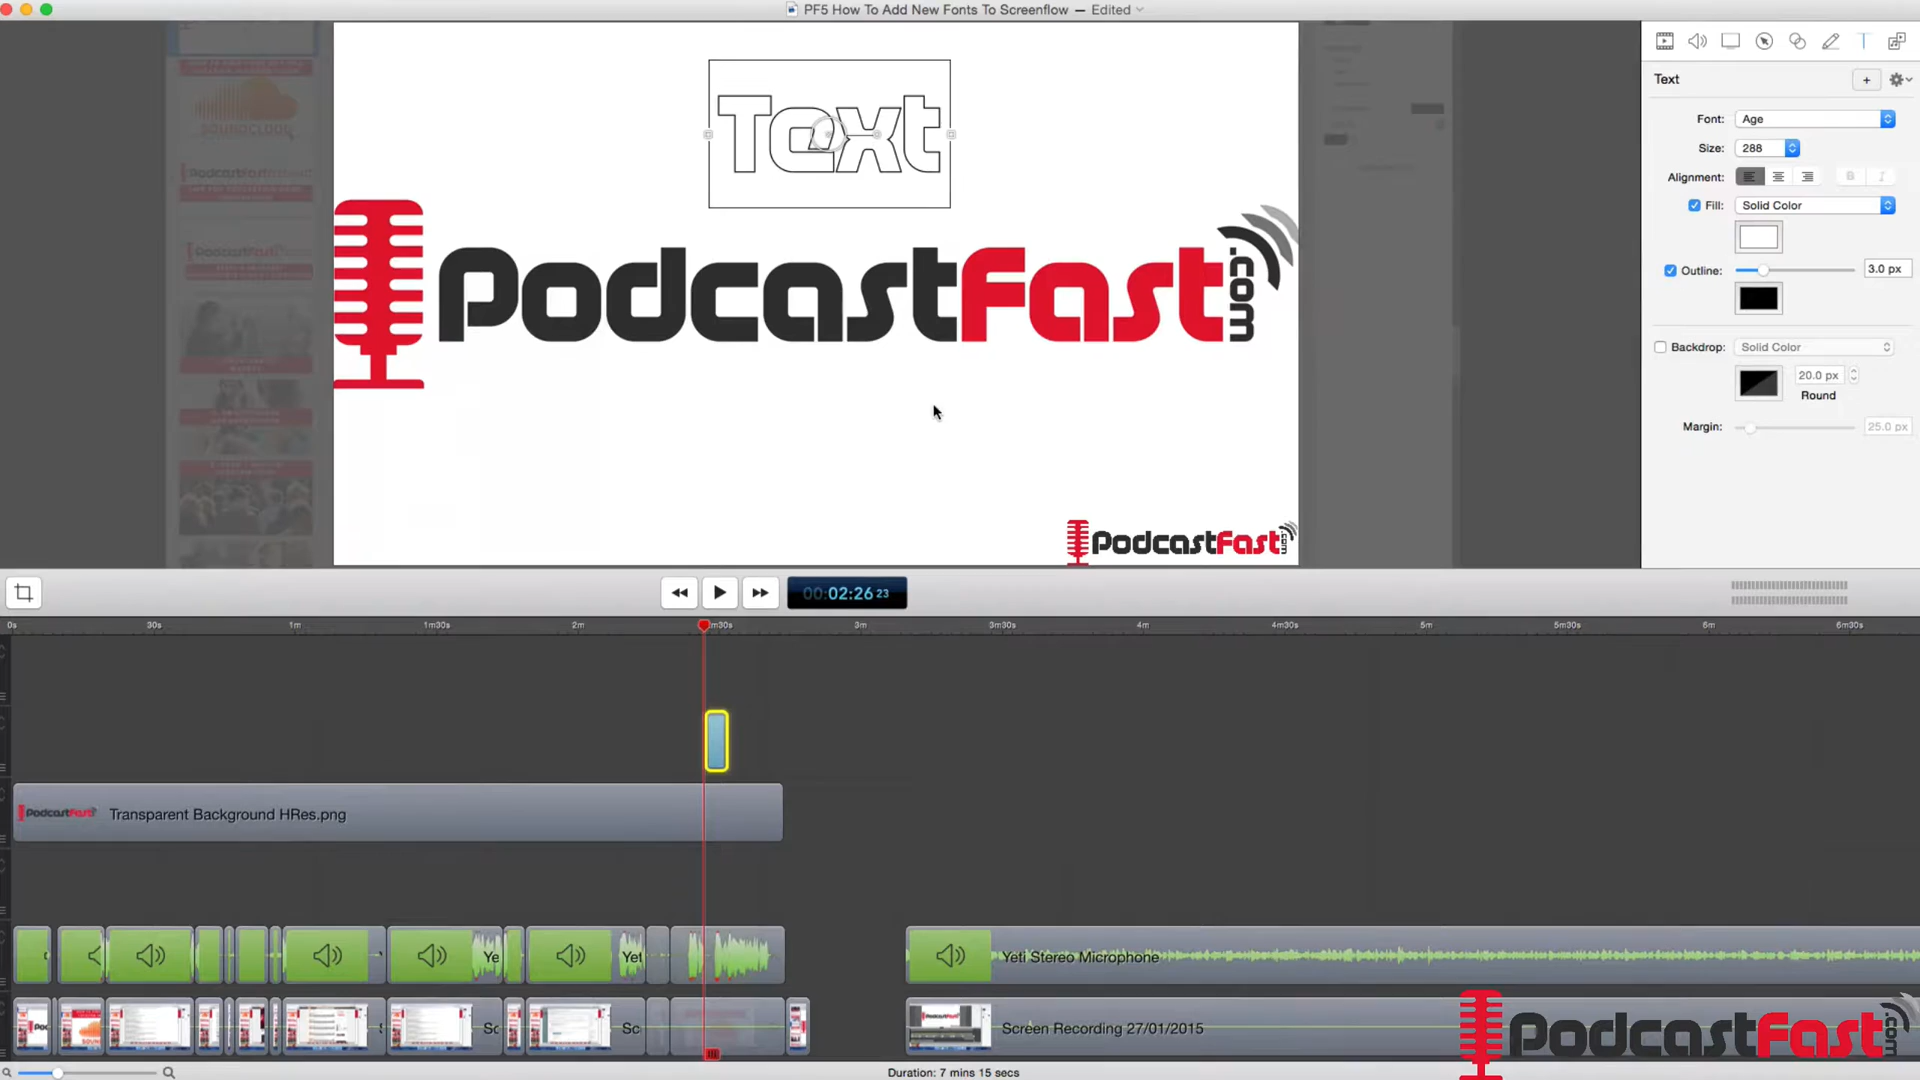 PF5 How To Add New Fonts To Screenflow — Edited
Text
Text
Font: Age
Size: 288
Alignment:
B I
Fill: Solid Color
Outline: 3.0 px
Backdrop: Solid Color
20.0 px
Round
Margin: 25.0 px
SOUNDCLOUD
PodcastFast
PodcastFast.com
PodcastFast.com
00:02:26 23
0s 30s 1m 1m30s 2m 2m30s 3m 3m30s 4m 4m30s 5m 5m30s 6m 6m30s
PodcastFast Transparent Background HRes.png
Ye Yet Yeti Stereo Microphone
Sc Sc Screen Recording 27/01/2015
PodcastFast.com
Duration: 7 mins 15 secs